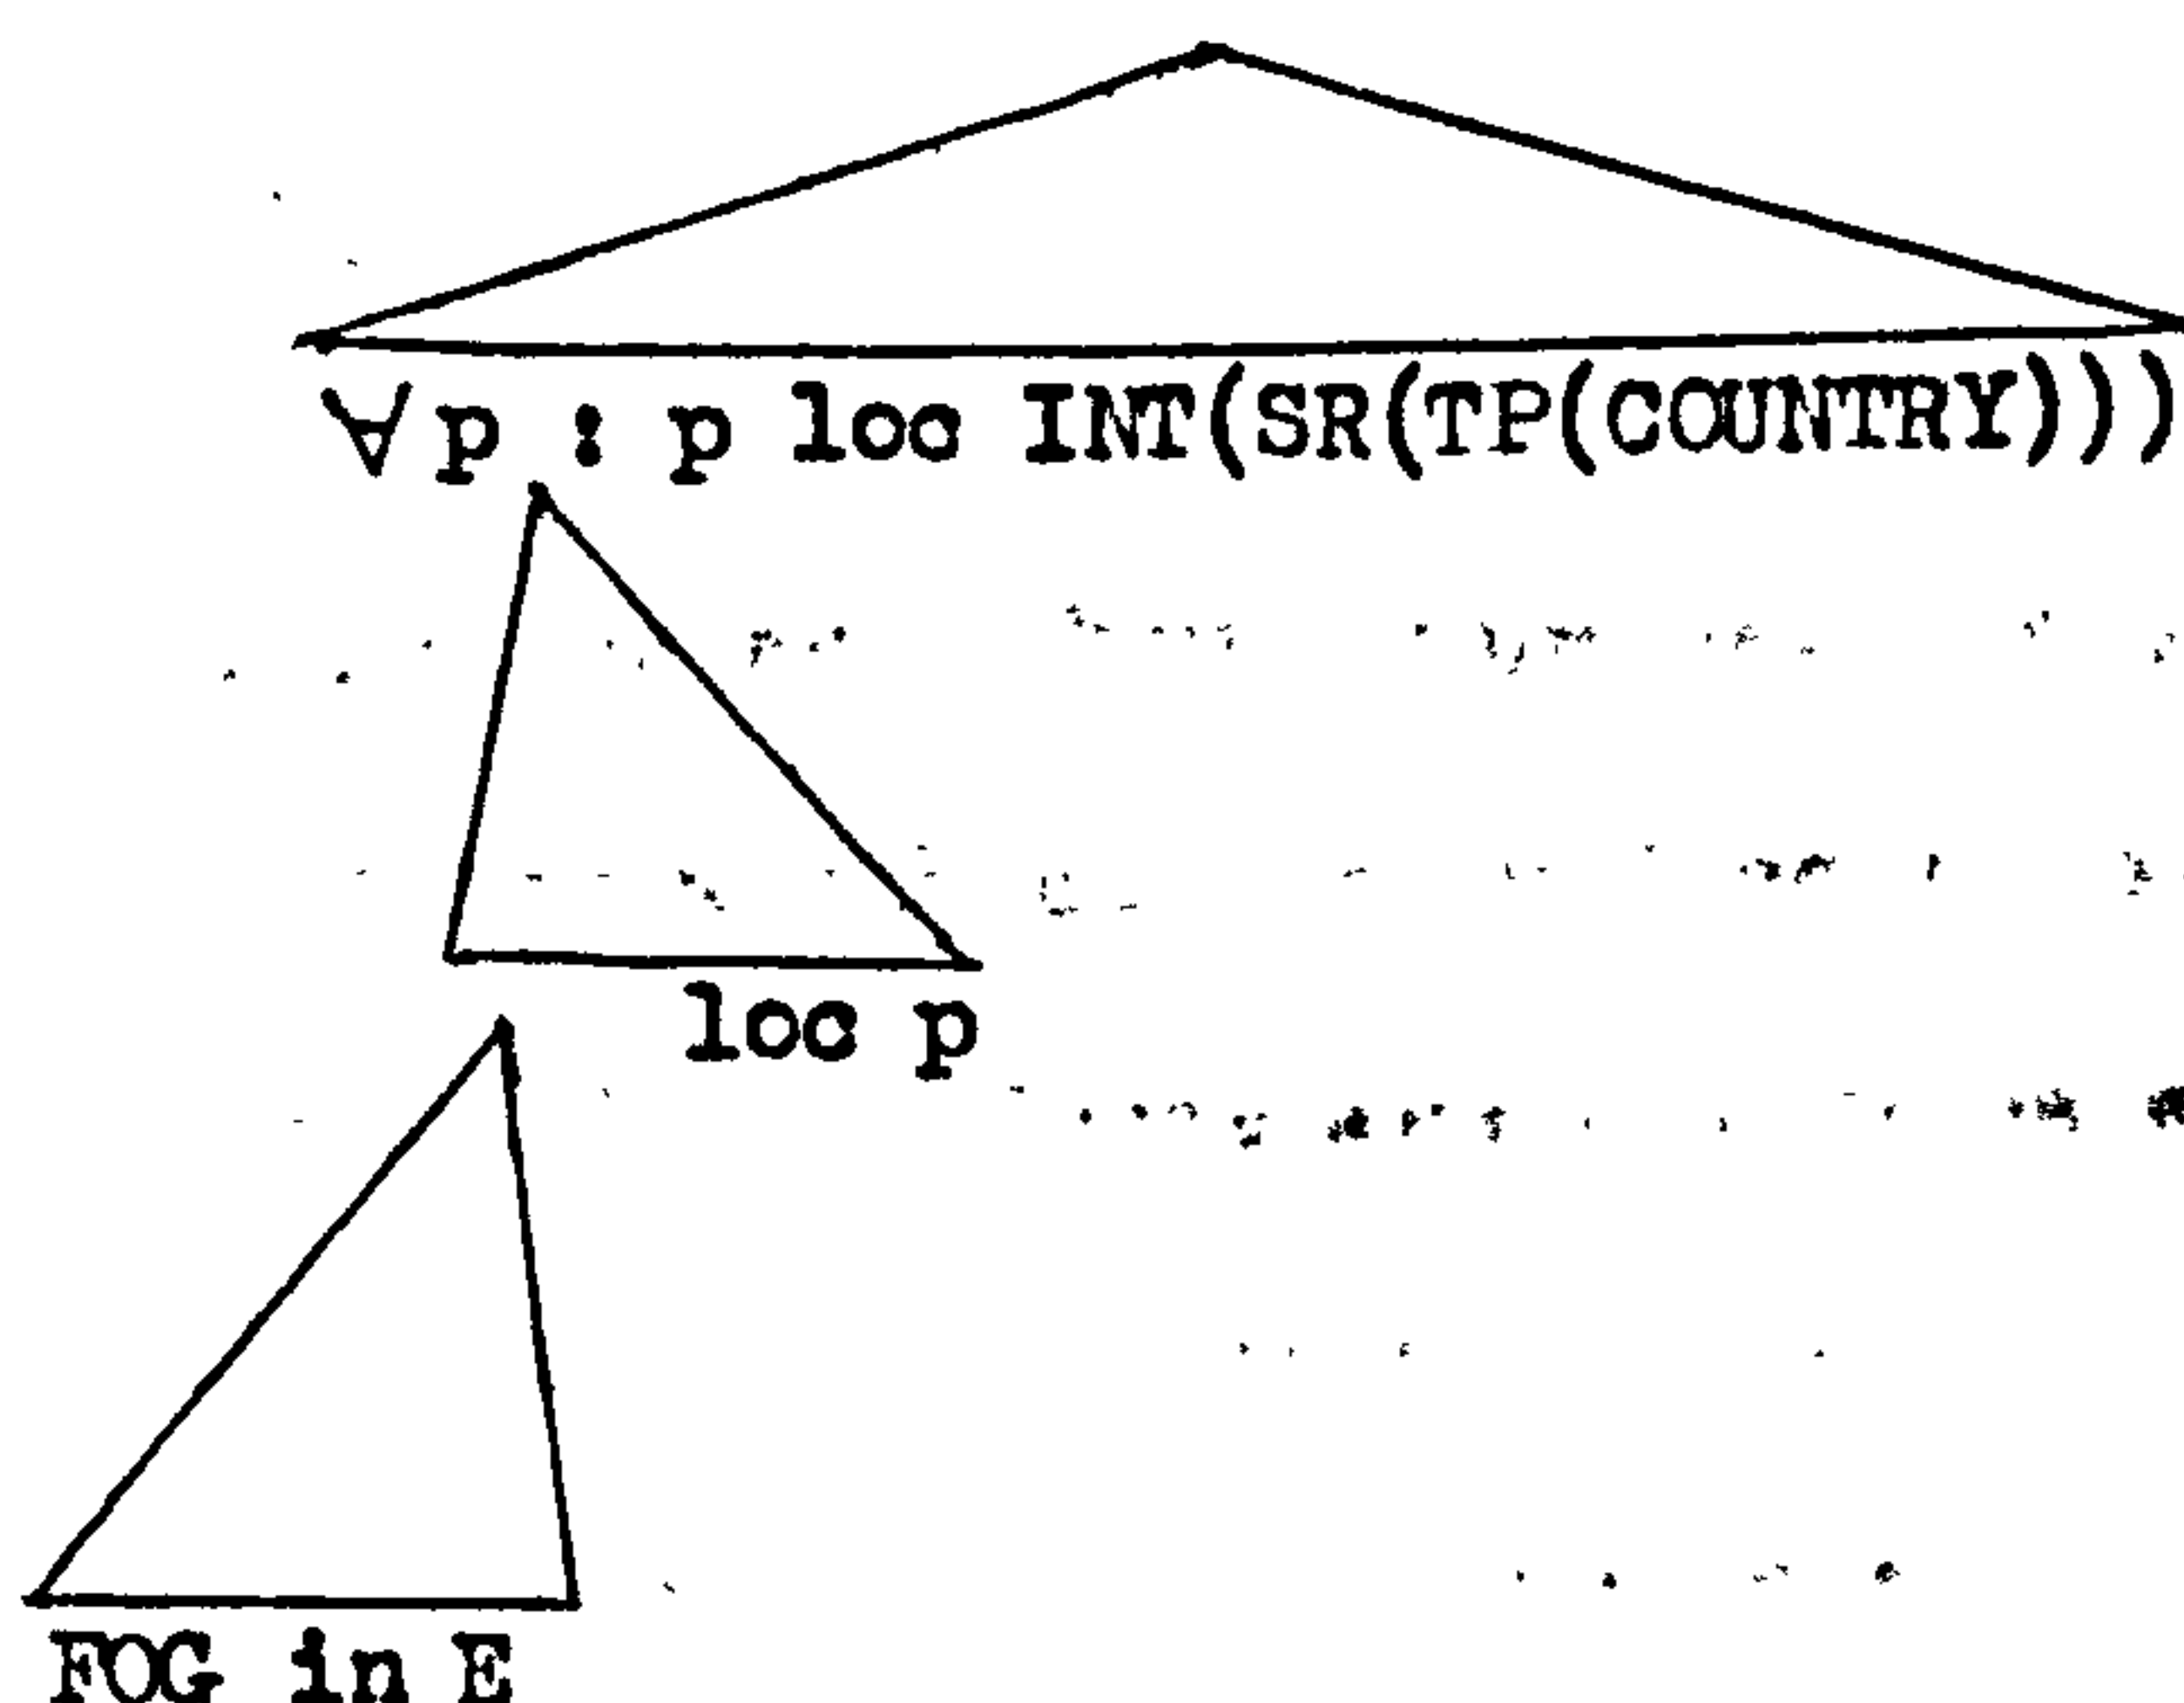 ∀p : p loc INT(SR(TP(COUNTRY)))
loc p
FOG in E